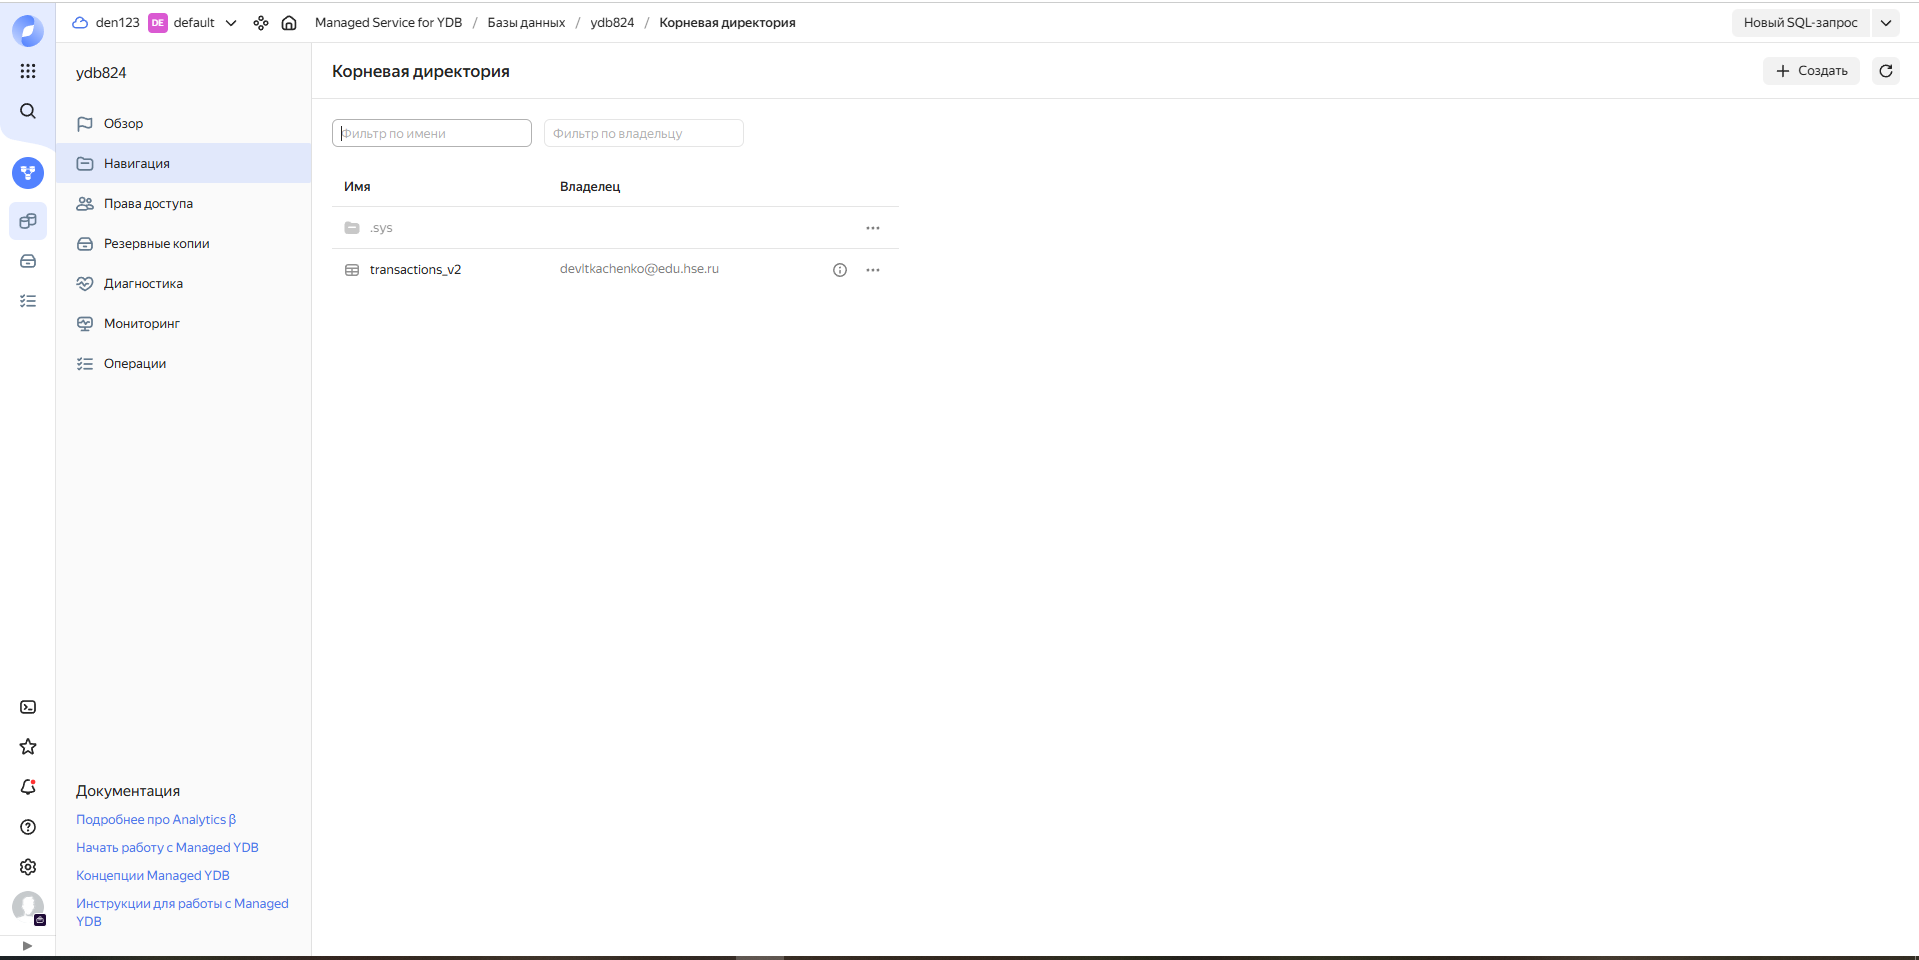 den123 DE default Managed Service for YDB / Базы данных / ydb824 / Корневая директория Новый SQL-запрос
ydb824
Обзор
Навигация
Права доступа
Резервные копии
Диагностика
Мониторинг
Операции
Документация
Подробнее про Analytics β
Начать работу с Managed YDB
Концепции Managed YDB
Инструкции для работы с Managed
YDB
Корневая директория
Создать
Фильтр по имени Фильтр по владельцу
Имя Владелец
.sys
transactions_v2 devltkachenko@edu.hse.ru